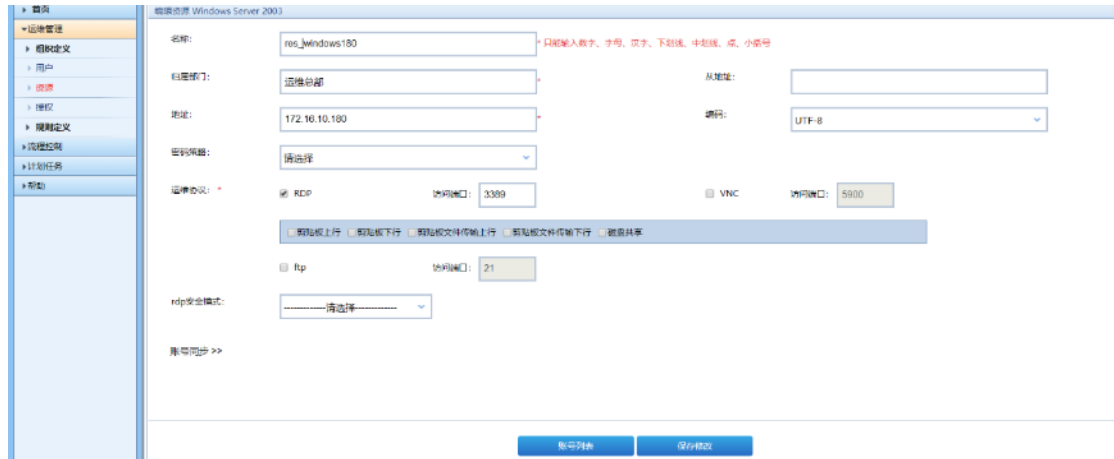 首页
运维管理
组织定义
用户
资源
授权
规则定义
流程控制
计划任务
帮助
编辑资源 Windows Server 2003
名称: res_windows180 * 只能输入数字、字母、汉字、下划线、中划线、点、小括号
归属部门: 运维总部 * 从地址:
地址: 172.16.10.180 * 编码: UTF-8
密码策略: 请选择
运维协议: * RDP 访问端口: 3389 VNC 访问端口: 5900
剪贴板上行 剪贴板下行 剪贴板文件传输上行 剪贴板文件传输下行 磁盘共享
ftp 访问端口: 21
rdp安全模式: -------------请选择-------------
账号同步 >>
账号列表 保存修改